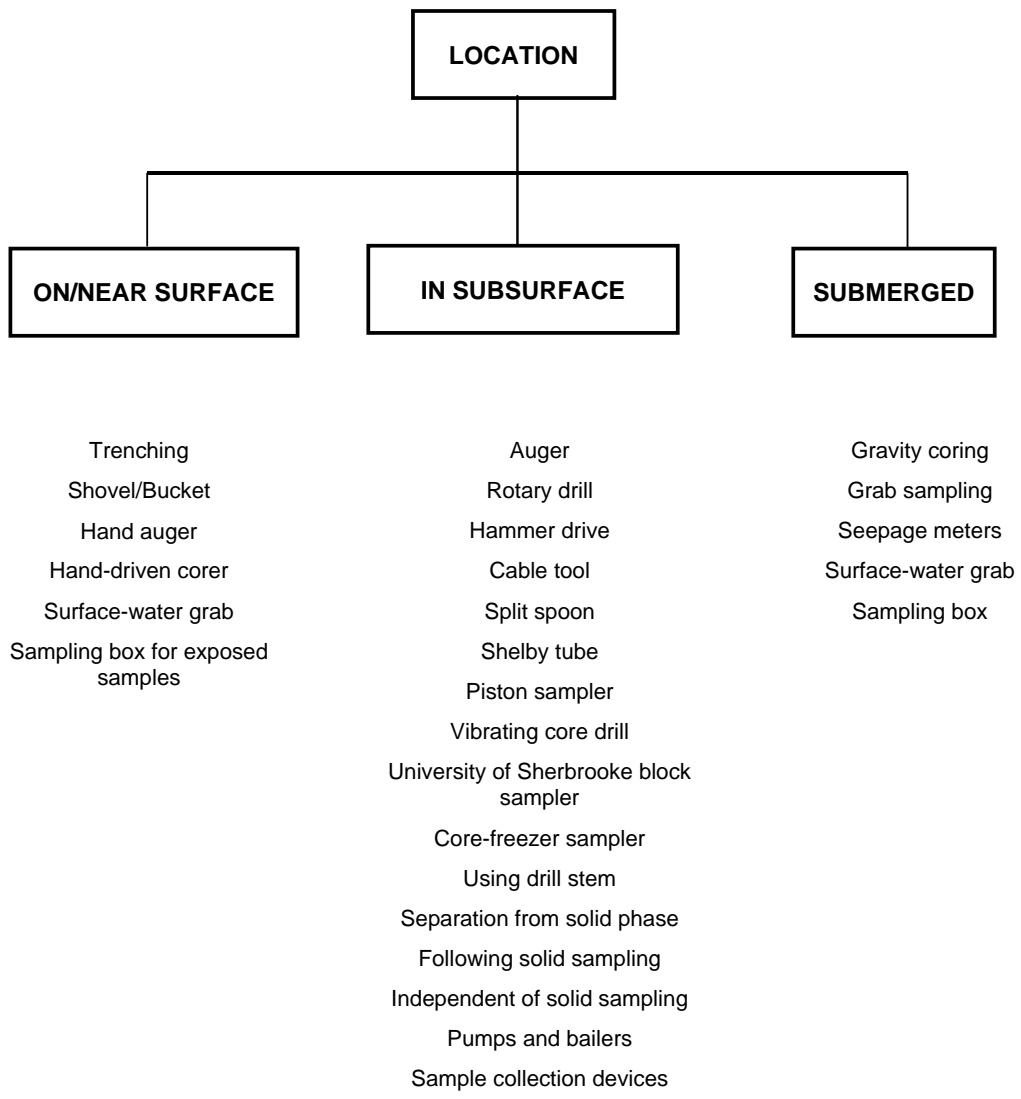 LOCATION
ON/NEAR SURFACE
IN SUBSURFACE
SUBMERGED
Trenching
Shovel/Bucket
Hand auger
Hand-driven corer
Surface-water grab
Sampling box for exposed
samples
Auger
Rotary drill
Hammer drive
Cable tool
Split spoon
Shelby tube
Piston sampler
Vibrating core drill
University of Sherbrooke block
sampler
Core-freezer sampler
Using drill stem
Separation from solid phase
Following solid sampling
Independent of solid sampling
Pumps and bailers
Sample collection devices
Gravity coring
Grab sampling
Seepage meters
Surface-water grab
Sampling box